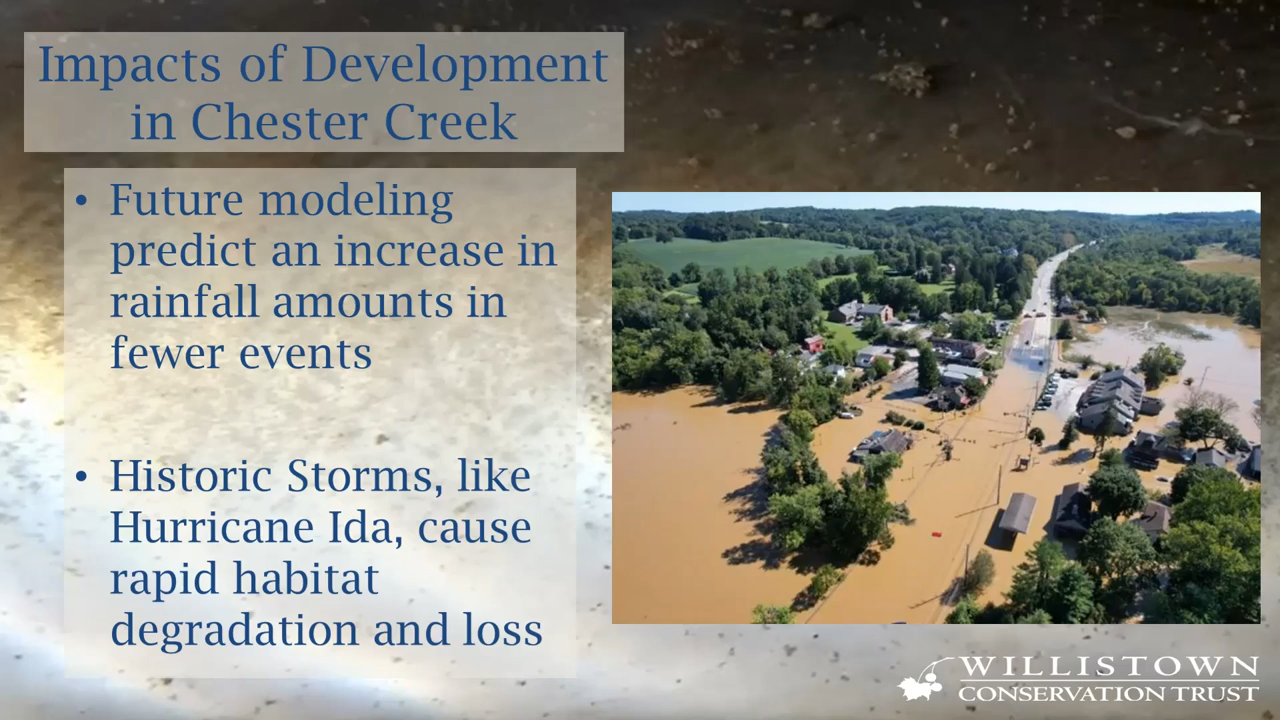 Impacts of Development
in Chester Creek
• Future modeling
predict an increase in
rainfall amounts in
fewer events
• Historic Storms, like
Hurricane Ida, cause
rapid habitat
degradation and loss
WILLISTOWN
CONSERVATION TRUST